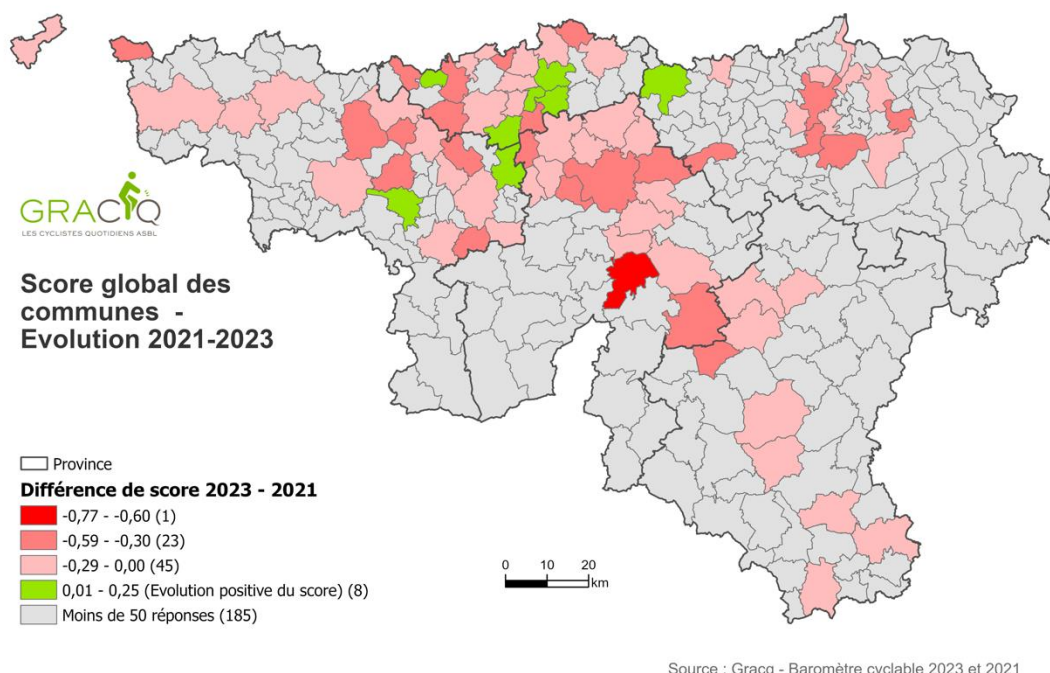 GRACQ
LES CYCLISTES QUOTIDIENS ASBL
Score global des
communes -
Evolution 2021-2023
Province
Différence de score 2023 - 2021
-0,77 - -0,60 (1)
-0,59 - -0,30 (23)
-0,29 - 0,00 (45)
0,01 - 0,25 (Evolution positive du score) (8)
Moins de 50 réponses (185)
0 10 20
km
Source : Gracq - Baromètre cyclable 2023 et 2021